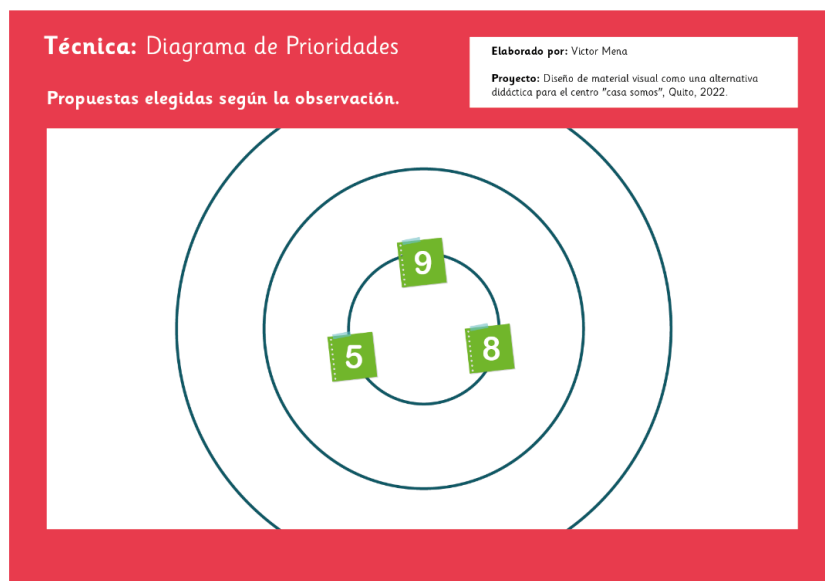 Técnica: Diagrama de Prioridades
Propuestas elegidas según la observación.
Elaborado por: Victor Mena
Proyecto: Diseño de material visual como una alternativa
didáctica para el centro "casa somos", Quito, 2022.
9
5
8